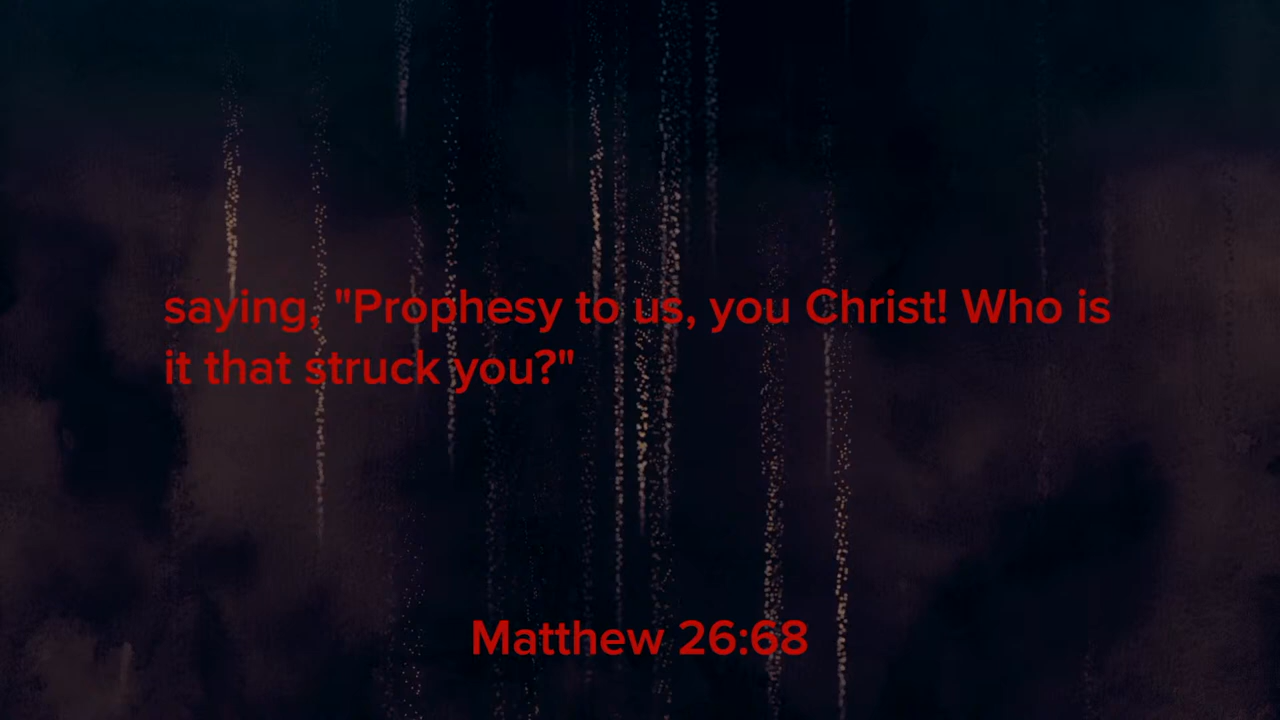 saying, "Prophesy to us, you Christ! Who is
it that struck you?"
Matthew 26:68